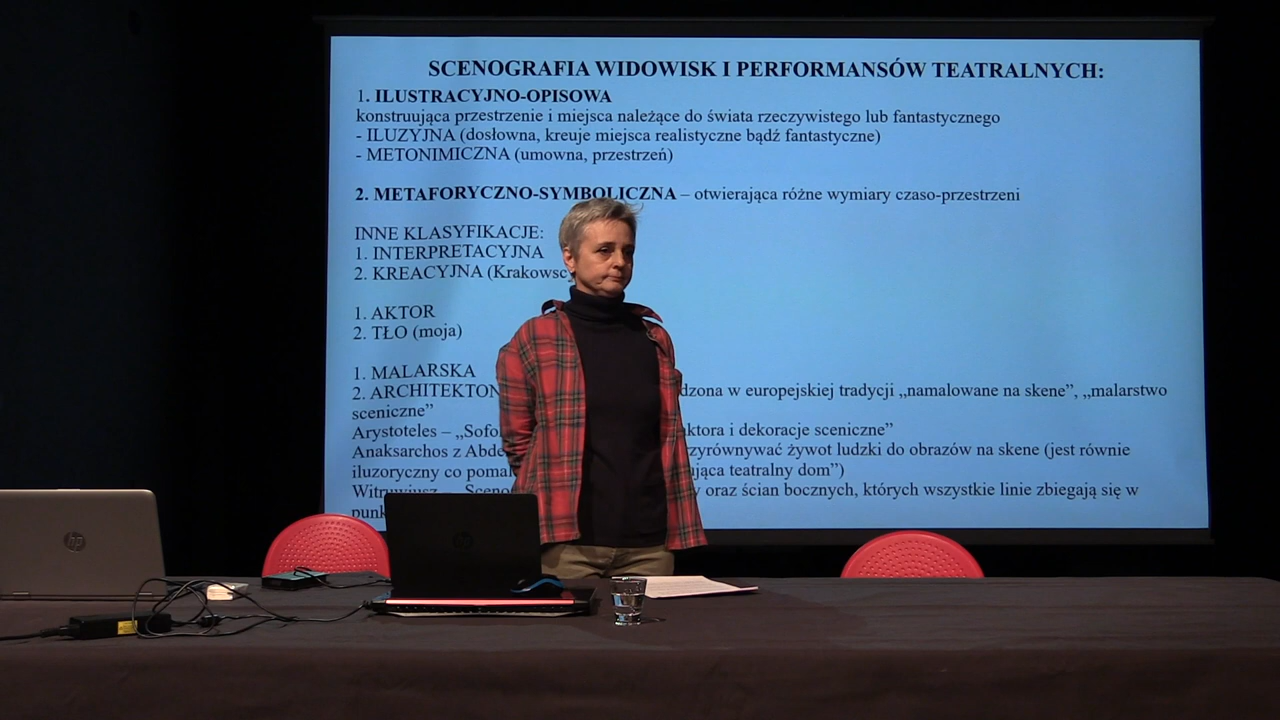 SCENOGRAFIA WIDOWISK I PERFORMANSÓW TEATRALNYCH:
1. ILUSTRACYJNO-OPISOWA
konstruująca przestrzenie i miejsca należące do świata rzeczywistego lub fantastycznego
- ILUZYJNA (dosłowna, kreuje miejsca realistyczne bądź fantastyczne)
- METONIMICZNA (umowna, przestrzeń)
2. METAFORYCZNO-SYMBOLICZNA – otwierająca różne wymiary czaso-przestrzeni
INNE KLASYFIKACJE:
1. INTERPRETACYJNA
2. KREACYJNA (Krakowsc
1. AKTOR
2. TŁO (moja)
1. MALARSKA
2. ARCHITEKTON dzona w europejskiej tradycji „namalowane na skene”, „malarstwo
sceniczne”
Arystoteles – „Sofo aktora i dekoracje sceniczne”
Anaksarchos z Abde zyrównywać żywot ludzki do obrazów na skene (jest równie
iluzoryczny co pomal ająca teatralny dom”)
Witruwiusz – „Sceno y oraz ścian bocznych, których wszystkie linie zbiegają się w
punk
hp
hp